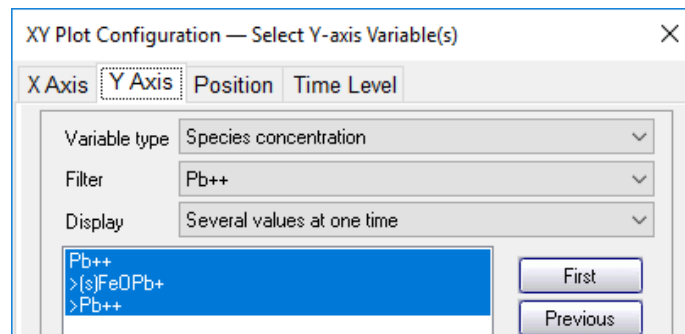 XY Plot Configuration — Select Y-axis Variable(s)
X Axis Y Axis Position Time Level
Variable type Species concentration
Filter Pb++
Display Several values at one time
Pb++
>(s)FeOPb+
>Pb++
First
Previous